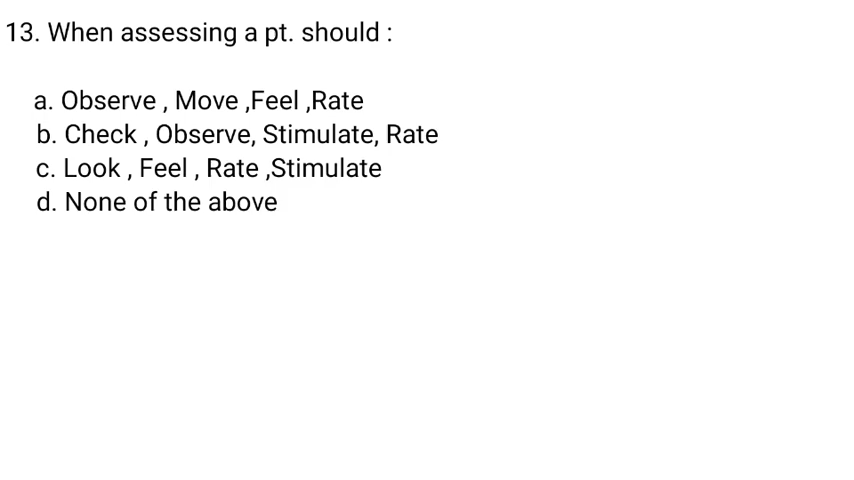 13. When assessing a pt. should :
a. Observe , Move ,Feel ,Rate
b. Check , Observe, Stimulate, Rate
c. Look , Feel , Rate ,Stimulate
d. None of the above